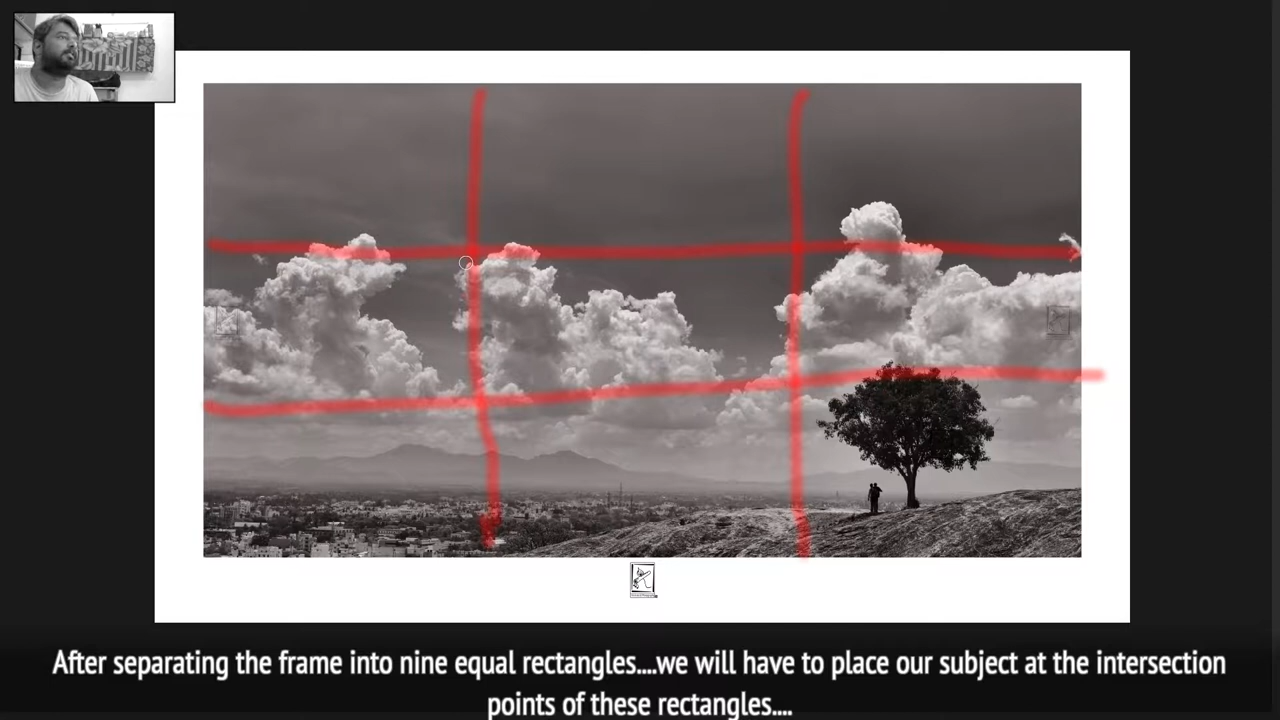 After separating the frame into nine equal rectangles....we will have to place our subject at the intersection
points of these rectangles....